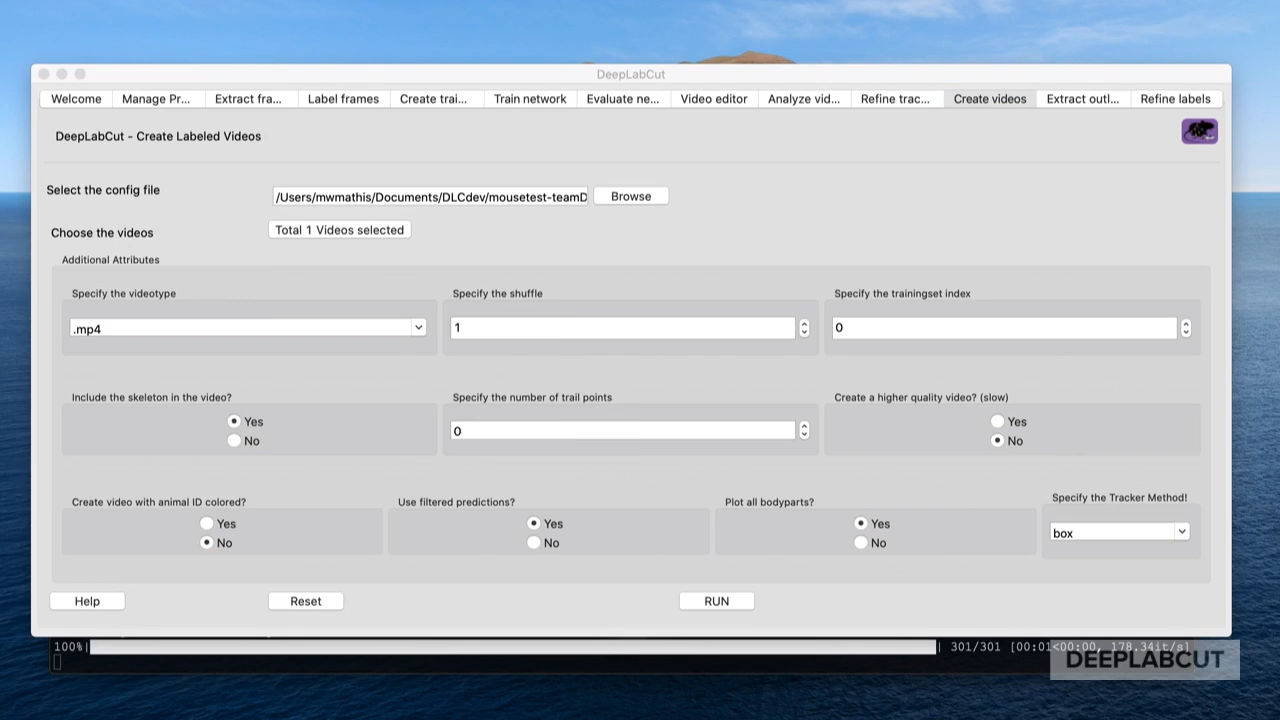 DeepLabCut
Welcome Manage Pr... Extract fra... Label frames Create trai... Train network Evaluate ne... Video editor Analyze vid... Refine trac... Create videos Extract outl... Refine labels
DeepLabCut - Create Labeled Videos
Select the config file /Users/mwmathis/Documents/DLCdev/mousetest-teamD Browse
Choose the videos Total 1 Videos selected
Additional Attributes
Specify the videotype Specify the shuffle Specify the trainingset index
.mp4 1 0
Include the skeleton in the video? Specify the number of trail points Create a higher quality video? (slow)
Yes 0 Yes
No No
Create video with animal ID colored? Use filtered predictions? Plot all bodyparts? Specify the Tracker Method!
Yes Yes Yes box
No No No
Help Reset RUN
100%| | 301/301 [00:01<00:00, 178.34it/s]
DEEPLABCUT